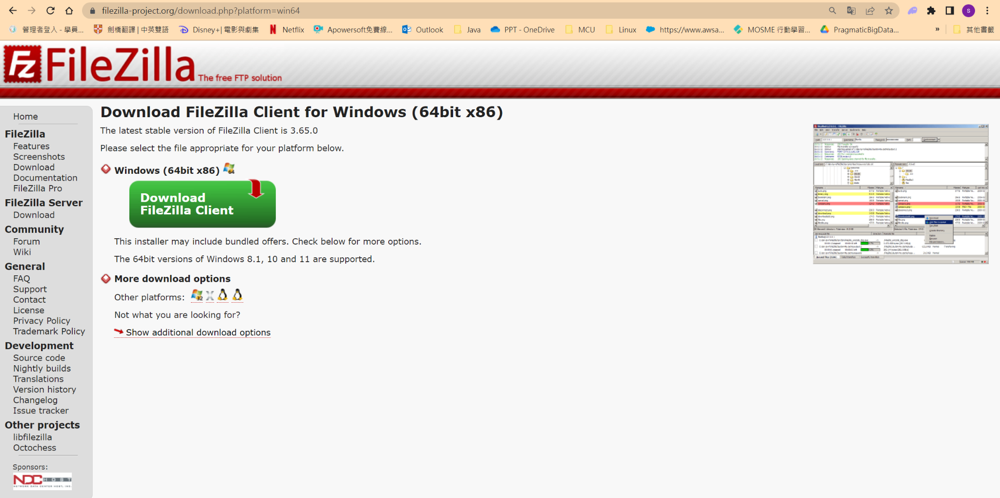 filezilla-project.org/download.php?platform=win64
S
管理者登入 - 學員...
劍橋翻譯 | 中英雙語
Disney+| 電影與劇集
Netflix
Apowersoft免費線...
Outlook
Java
PPT - OneDrive
MCU
Linux
https://www.awsa...
MOSME 行動學習...
PragmaticBigData...
»
其他書籤
Fz
FileZilla The free FTP solution
Home
FileZilla
Features
Screenshots
Download
Documentation
FileZilla Pro
FileZilla Server
Download
Community
Forum
Wiki
General
FAQ
Support
Contact
License
Privacy Policy
Trademark Policy
Development
Source code
Nightly builds
Translations
Version history
Changelog
Issue tracker
Other projects
libfilezilla
Octochess
Sponsors:
NDC HOST
NETWORK DATA CENTER HOST, INC.
Download FileZilla Client for Windows (64bit x86)
The latest stable version of FileZilla Client is 3.65.0
Please select the file appropriate for your platform below.
Windows (64bit x86) 64
Download
FileZilla Client
This installer may include bundled offers. Check below for more options.
The 64bit versions of Windows 8.1, 10 and 11 are supported.
More download options
Other platforms: 32
Not what you are looking for?
Show additional download options